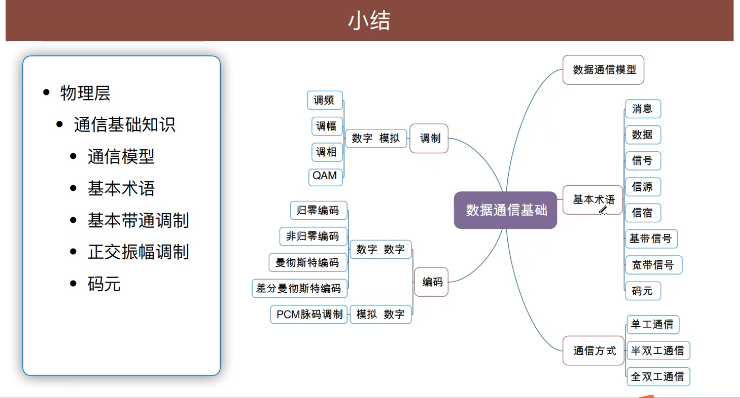 小结
物理层
通信基础知识
通信模型
基本术语
基本带通调制
正交振幅调制
码元
调频
调幅
调相
QAM
数字 模拟
调制
归零编码
非归零编码
曼彻斯特编码
差分曼彻斯特编码
数字 数字
PCM脉码调制
模拟 数字
编码
数据通信基础
数据通信模型
基本术语
消息
数据
信号
信源
信宿
基带信号
宽带信号
码元
通信方式
单工通信
半双工通信
全双工通信